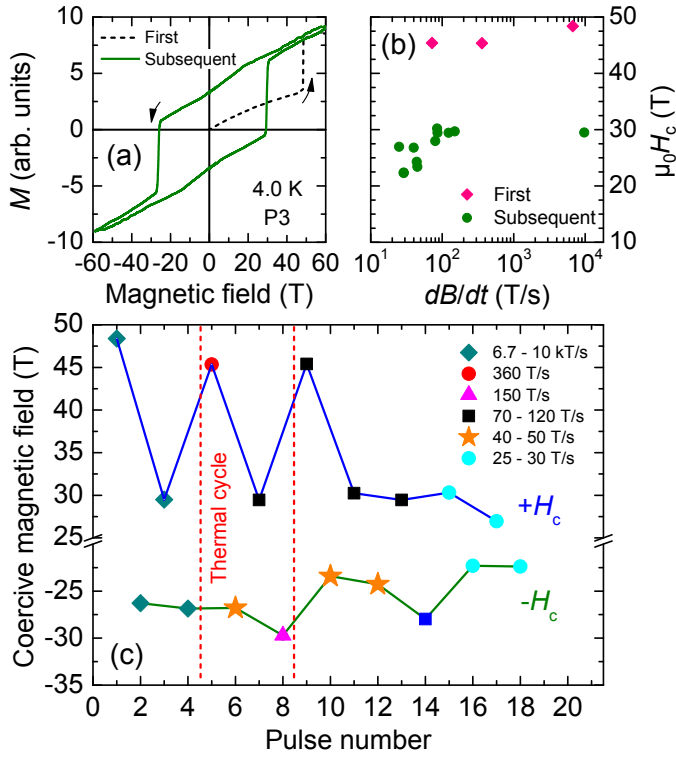 10
5
0
-5
-10
M (arb. units)
First
Subsequent
(a)
4.0 K
P3
-60 -40 -20 0 20 40 60
Magnetic field (T)
(b)
First
Subsequent
50
40
30
20
10
μ0Hc (T)
10^1 10^2 10^3 10^4
dB/dt (T/s)
50
45
40
35
30
25
-25
-30
-35
Coercive magnetic field (T)
Thermal cycle
6.7 - 10 kT/s
360 T/s
150 T/s
70 - 120 T/s
40 - 50 T/s
25 - 30 T/s
+Hc
-Hc
(c)
0 2 4 6 8 10 12 14 16 18 20
Pulse number